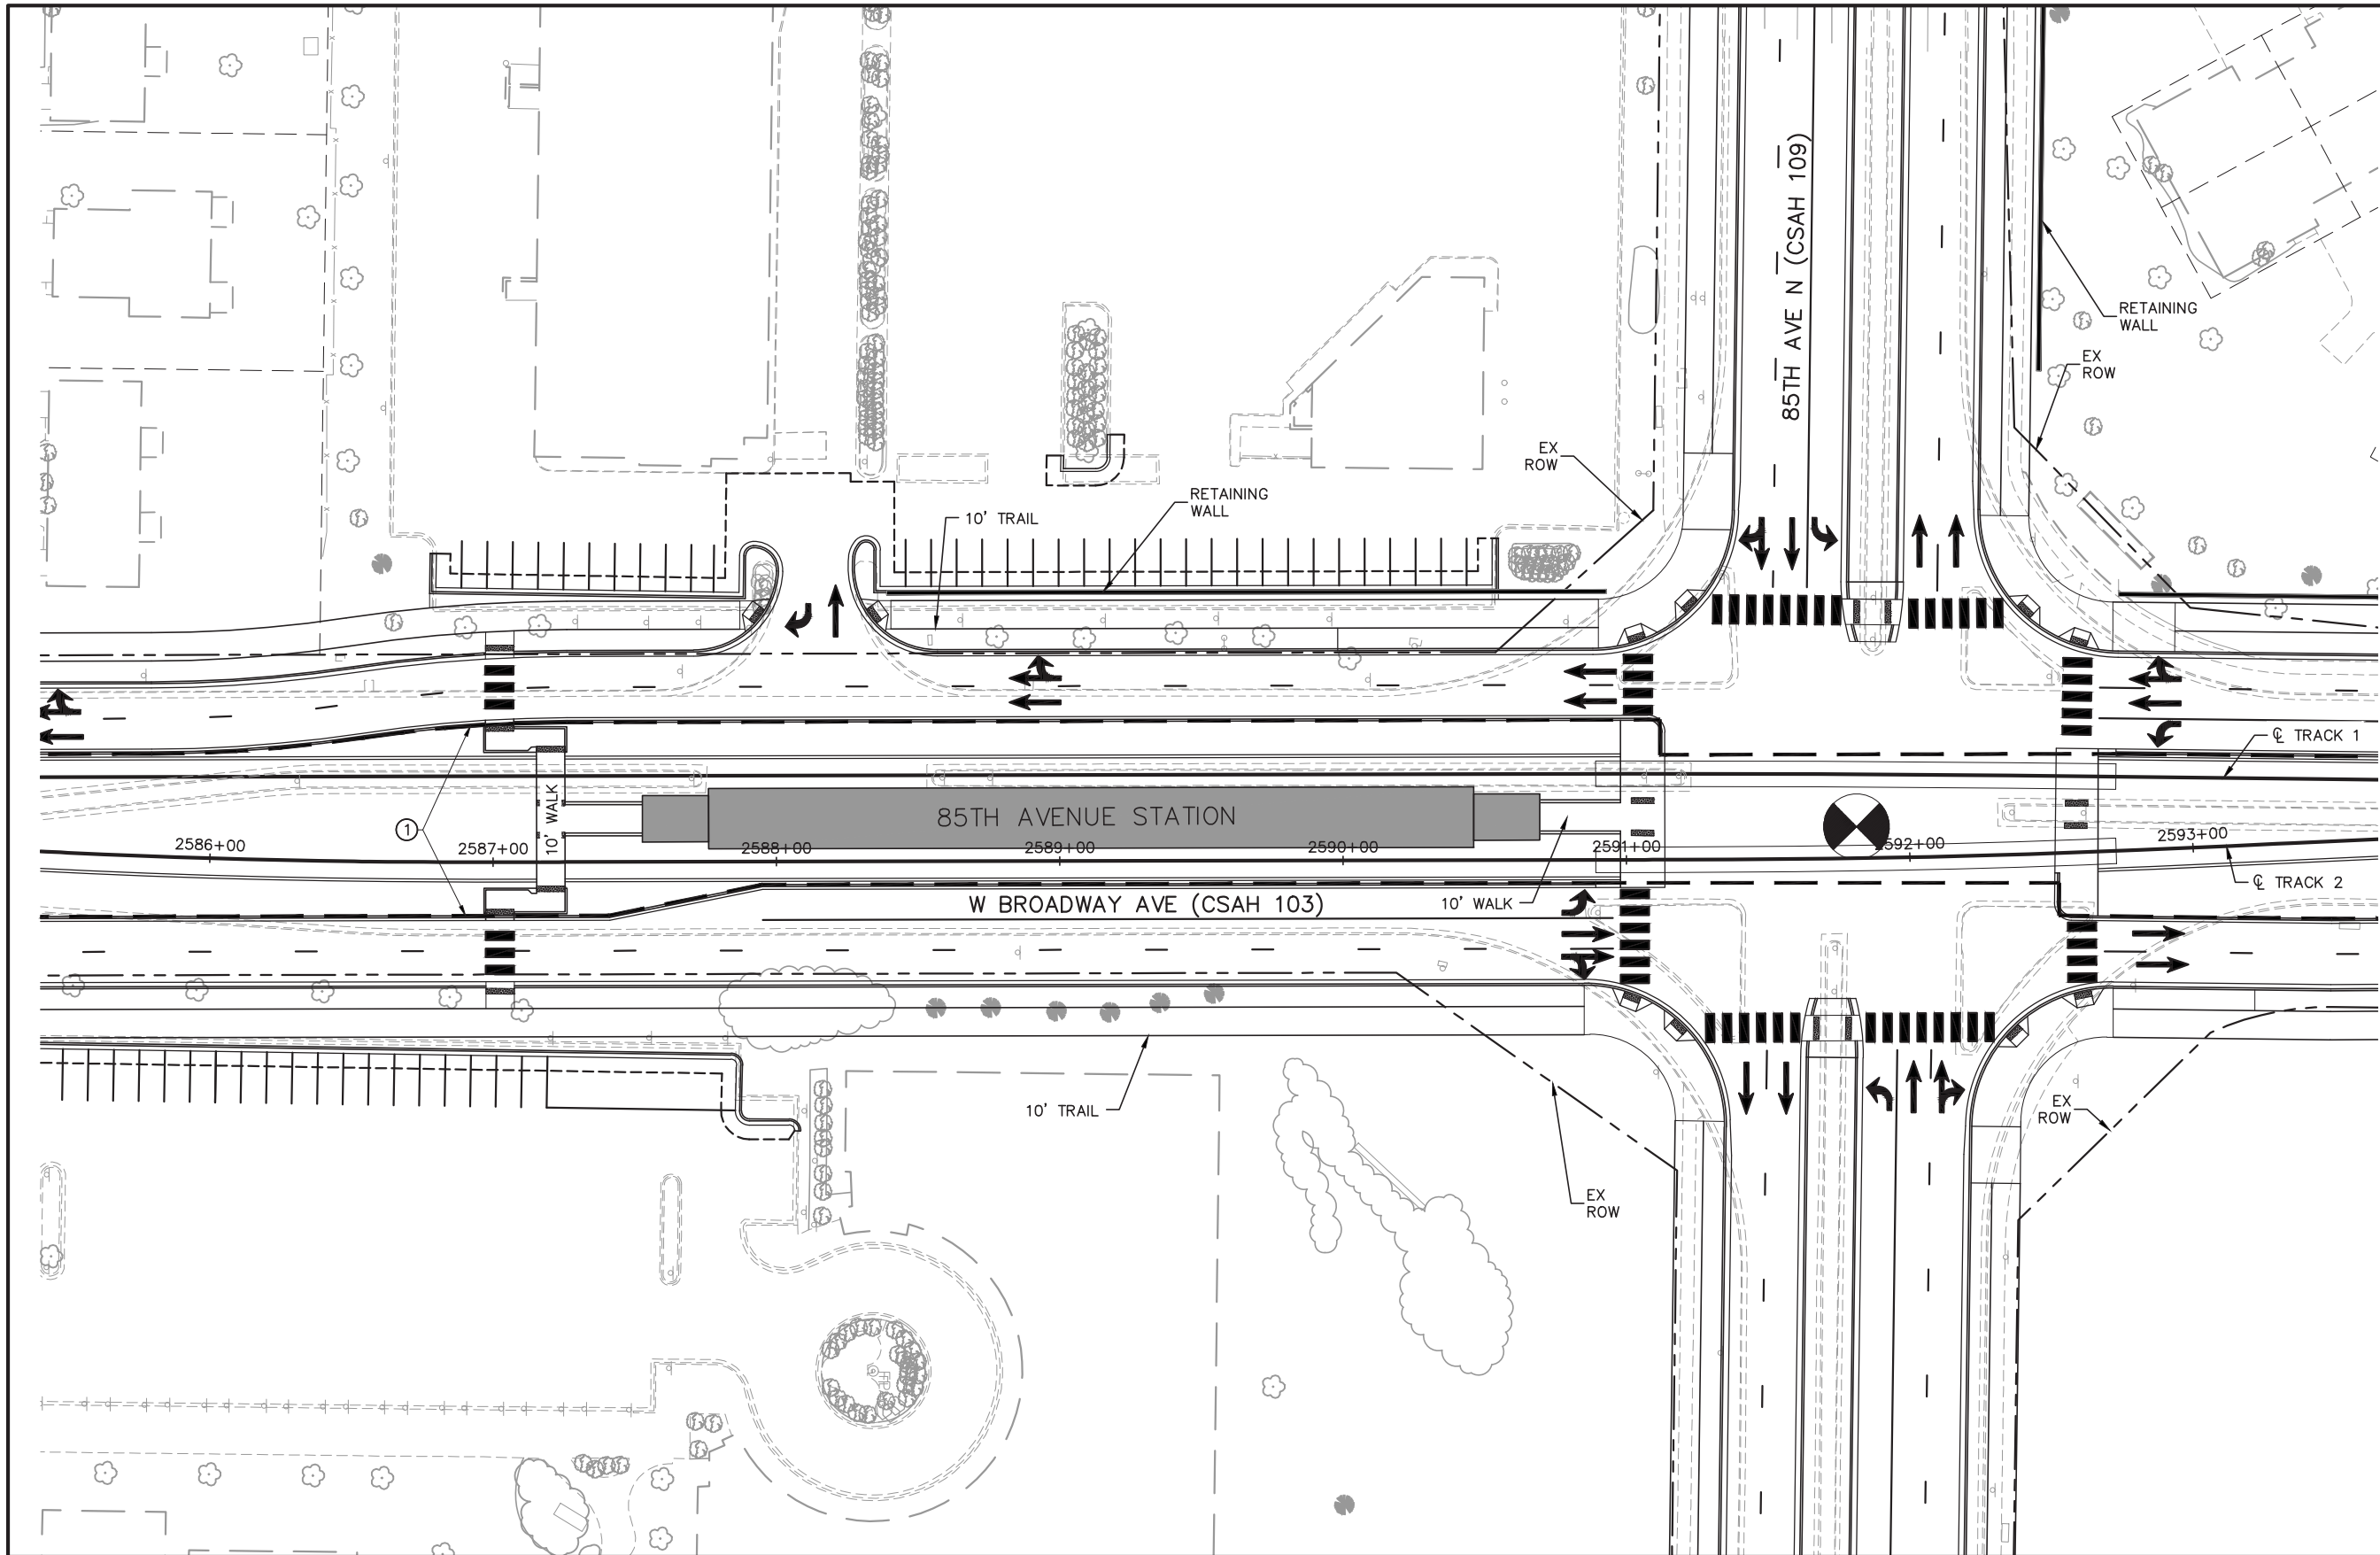 85TH AVE N (CSAH 109)
RETAINING
WALL
EX
ROW
EX
ROW
RETAINING
WALL
10' TRAIL
℄ TRACK 1
85TH AVENUE STATION
10' WALK
1
2586+00
2587+00
2588+00
2589+00
2590+00
2591+00
2592+00
2593+00
℄ TRACK 2
W BROADWAY AVE (CSAH 103)
10' WALK
10' TRAIL
EX
ROW
EX
ROW